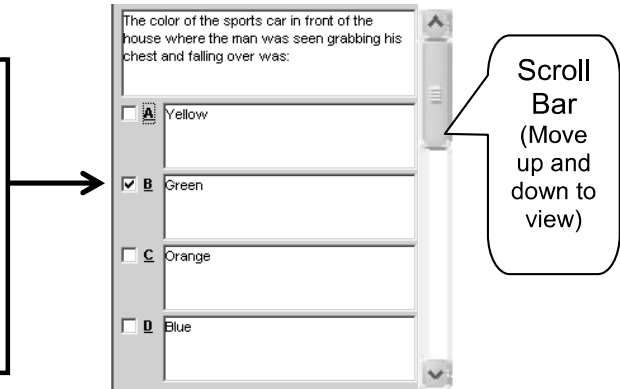 The color of the sports car in front of the
house where the man was seen grabbing his
chest and falling over was:
A Yellow
B Green
C Orange
D Blue
Scroll
Bar
(Move
up and
down to
view)